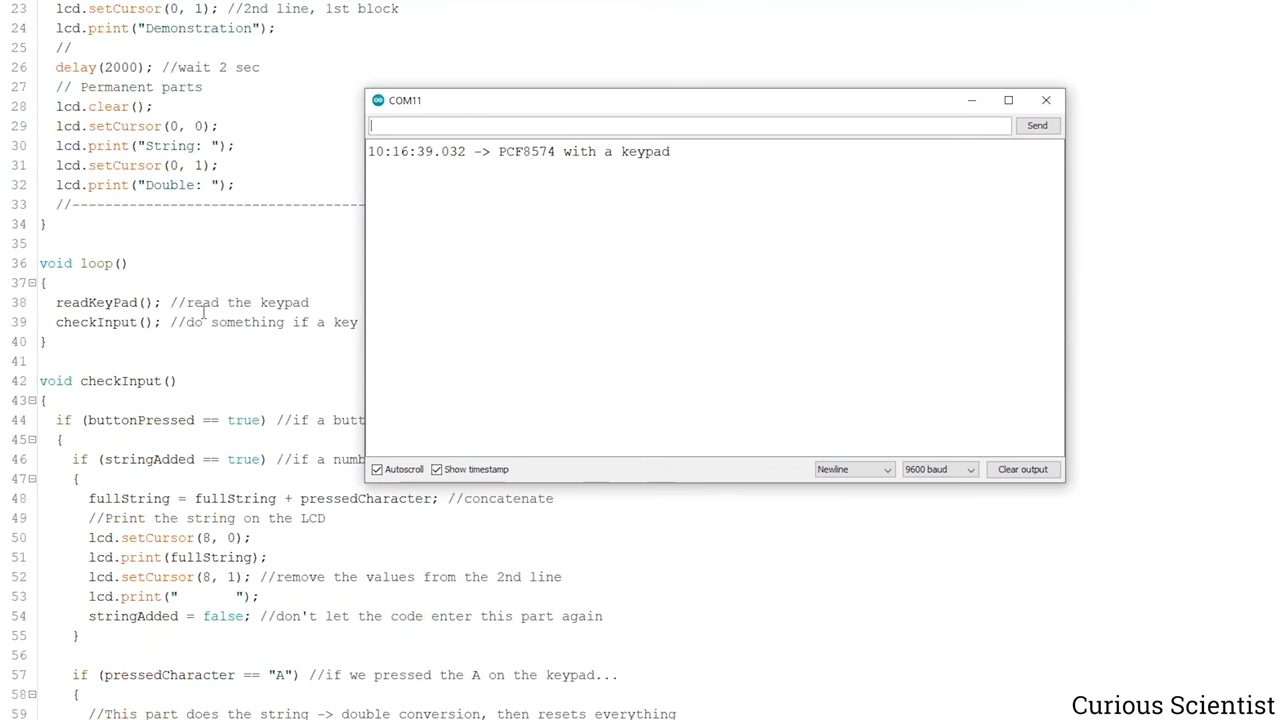 23 lcd.setCursor(0, 1); //2nd line, 1st block
24 lcd.print("Demonstration");
25 //
26 delay(2000); //wait 2 sec
27 // Permanent parts
28 lcd.clear();
29 lcd.setCursor(0, 0);
30 lcd.print("String: ");
31 lcd.setCursor(0, 1);
32 lcd.print("Double: ");
33 //------------------------------------
34 }
35
36 void loop()
37 {
38 readKeyPad(); //read the keypad
39 checkInput(); //do something if a key
40 }
41
42 void checkInput()
43 {
44 if (buttonPressed == true) //if a butt
45 {
46 if (stringAdded == true) //if a numb
47 {
48 fullString = fullString + pressedCharacter; //concatenate
49 //Print the string on the LCD
50 lcd.setCursor(8, 0);
51 lcd.print(fullString);
52 lcd.setCursor(8, 1); //remove the values from the 2nd line
53 lcd.print("       ");
54 stringAdded = false; //don't let the code enter this part again
55 }
56
57 if (pressedCharacter == "A") //if we pressed the A on the keypad...
58 {
59 //This part does the string -> double conversion, then resets everything
COM11
Send
10:16:39.032 -> PCF8574 with a keypad
Autoscroll Show timestamp Newline 9600 baud Clear output
Curious Scientist